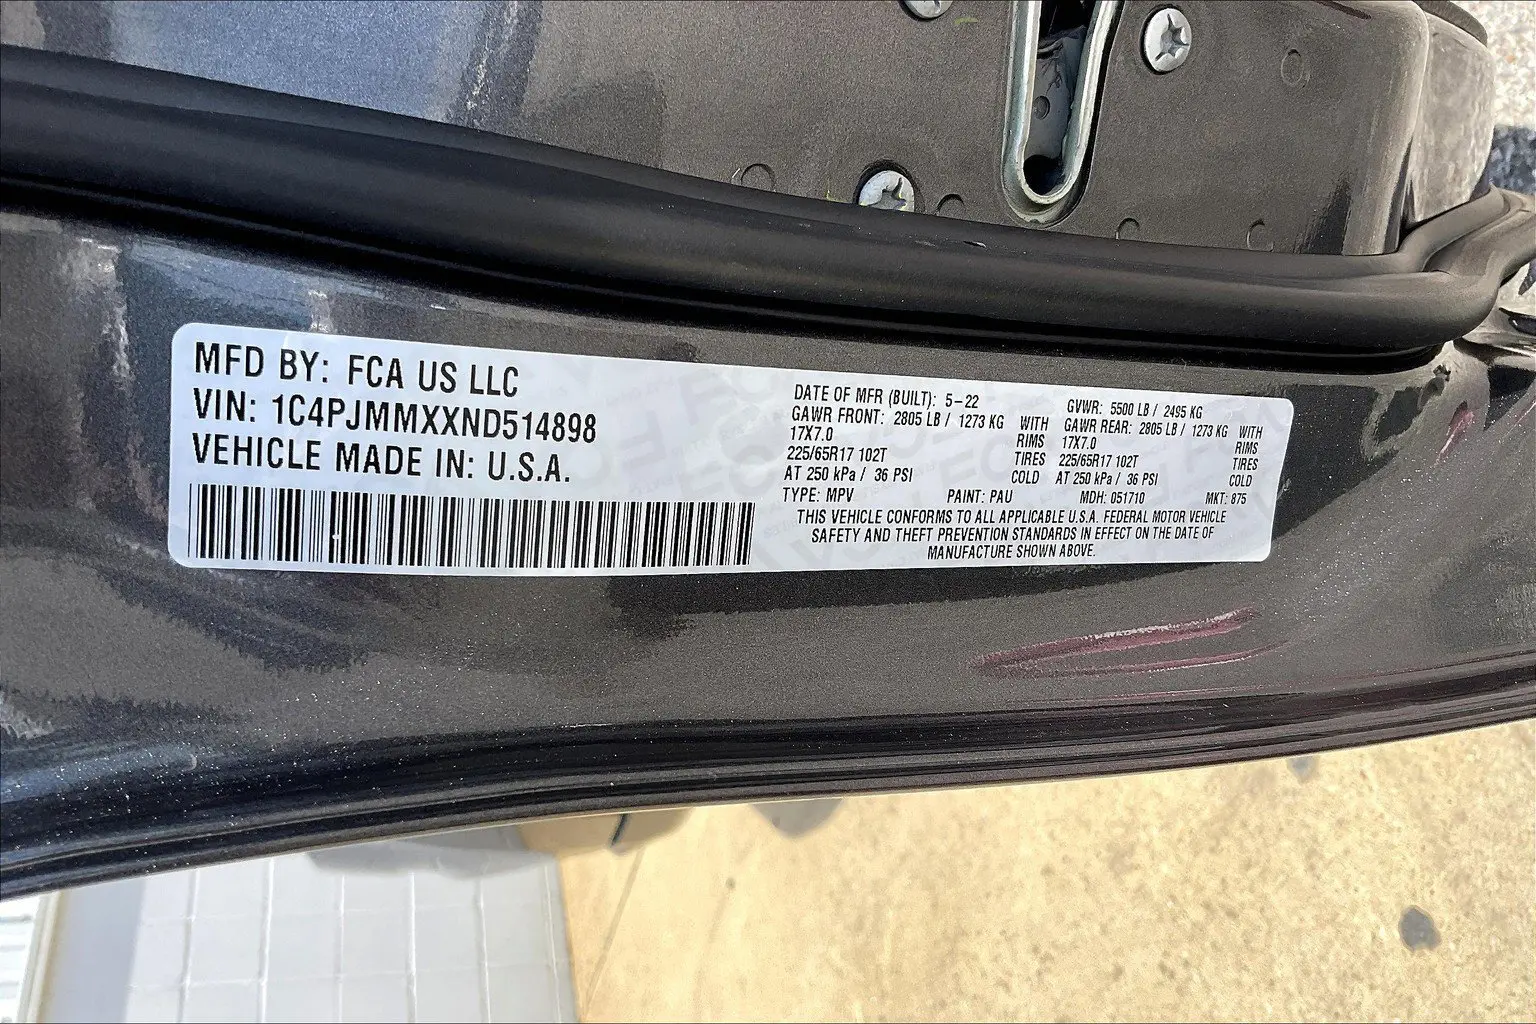 MFD BY: FCA US LLC
VIN: 1C4PJMMXXND514898
VEHICLE MADE IN: U.S.A.
DATE OF MFR (BUILT): 5-22 GVWR: 5500 LB / 2495 KG
GAWR FRONT: 2805 LB / 1273 KG WITH GAWR REAR: 2805 LB / 1273 KG WITH
17X7.0 RIMS 17X7.0 RIMS
225/65R17 102T TIRES 225/65R17 102T TIRES
AT 250 kPa / 36 PSI COLD AT 250 kPa / 36 PSI COLD
TYPE: MPV PAINT: PAU MDH: 051710 MKT: 875
THIS VEHICLE CONFORMS TO ALL APPLICABLE U.S.A. FEDERAL MOTOR VEHICLE
SAFETY AND THEFT PREVENTION STANDARDS IN EFFECT ON THE DATE OF
MANUFACTURE SHOWN ABOVE.